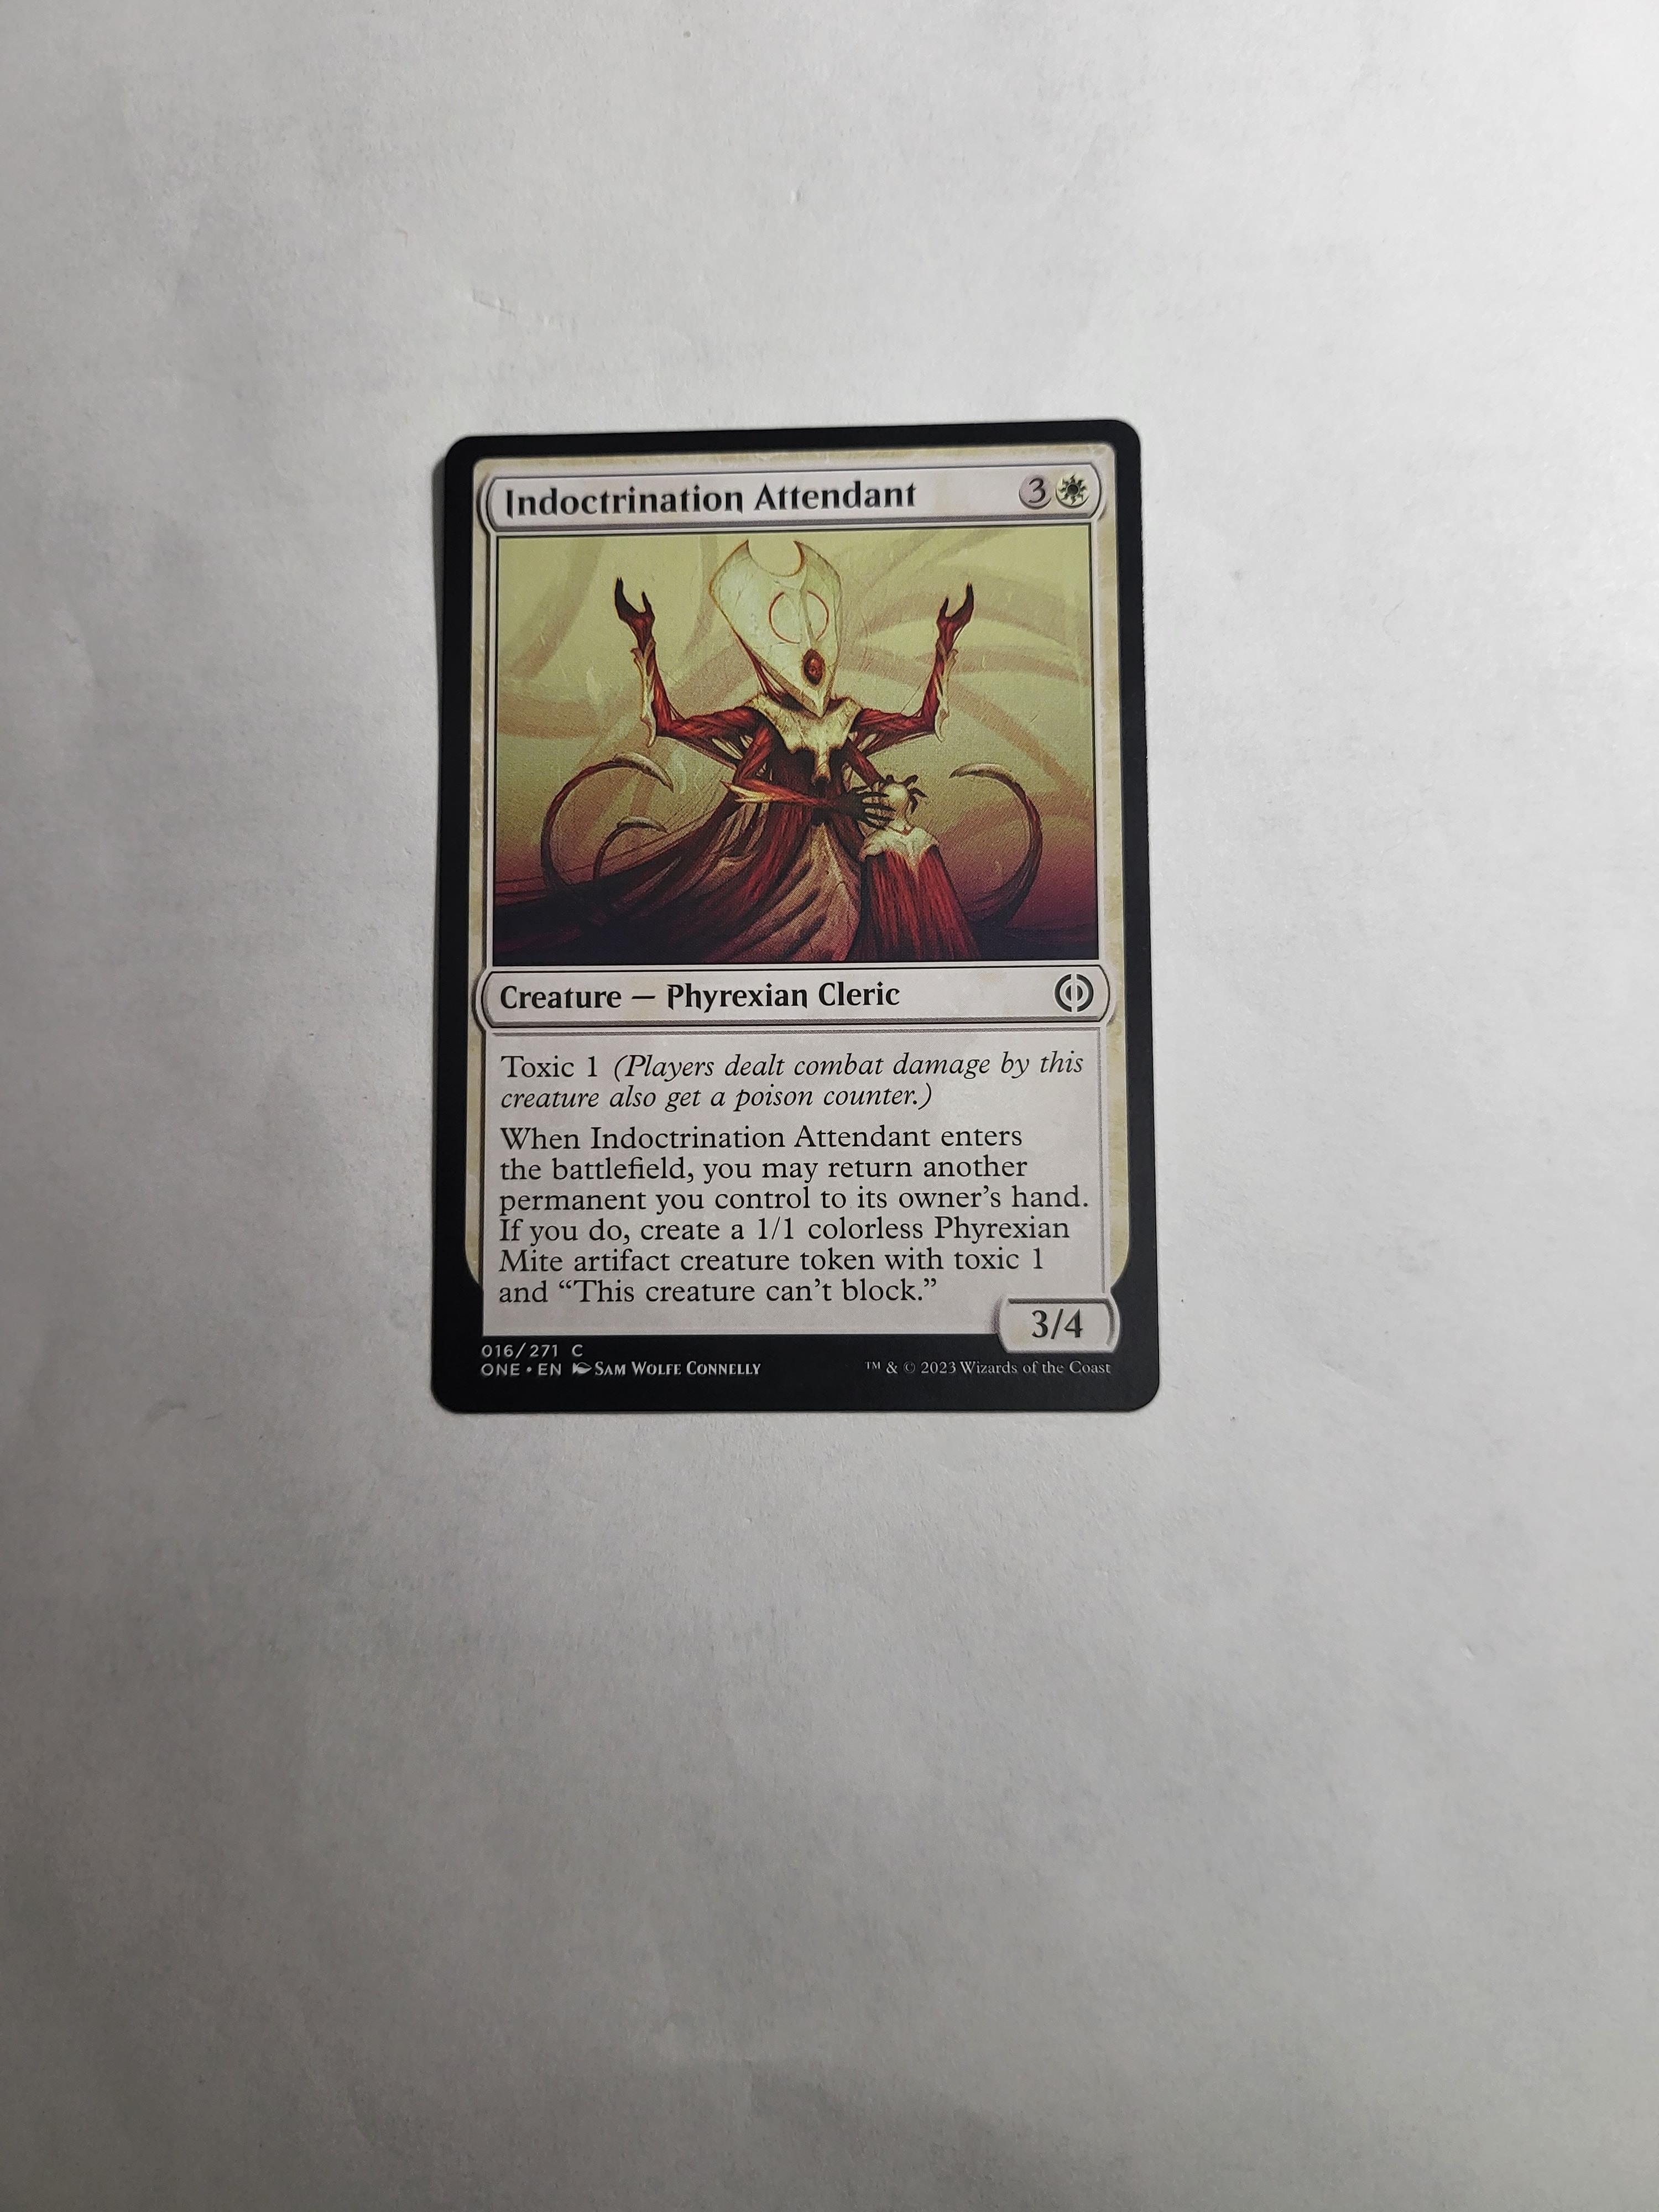 Indoctrination Attendant 3
Creature — Phyrexian Cleric
Toxic 1 (Players dealt combat damage by this
creature also get a poison counter.)
When Indoctrination Attendant enters
the battlefield, you may return another
permanent you control to its owner's hand.
If you do, create a 1/1 colorless Phyrexian
Mite artifact creature token with toxic 1
and “This creature can't block.”
3/4
016/271 C
ONE • EN SAM WOLFE CONNELLY ™ & © 2023 Wizards of the Coast